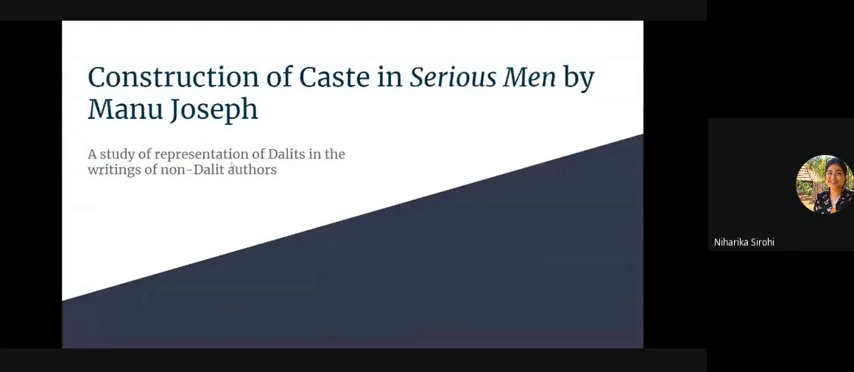 Construction of Caste in Serious Men by
Manu Joseph
A study of representation of Dalits in the
writings of non-Dalit authors
Niharika Sirohi